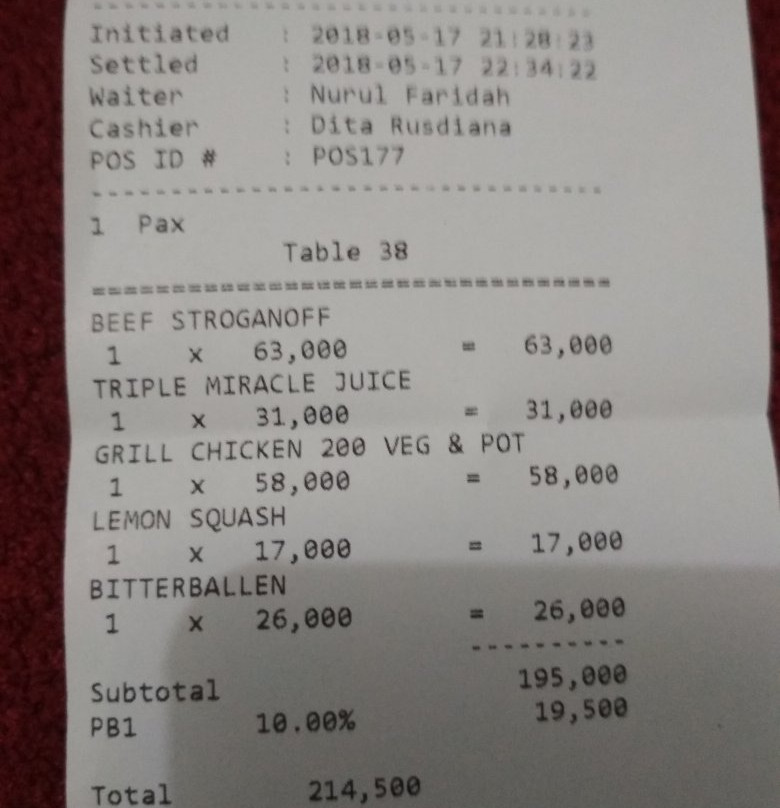 --------------------------------
Initiated : 2018-05-17 21:28:23
Settled : 2018-05-17 22:34:22
Waiter : Nurul Faridah
Cashier : Dita Rusdiana
POS ID # : POS177
--------------------------------
1 Pax
Table 38
================================
BEEF STROGANOFF
1 x 63,000 = 63,000
TRIPLE MIRACLE JUICE
1 x 31,000 = 31,000
GRILL CHICKEN 200 VEG & POT
1 x 58,000 = 58,000
LEMON SQUASH
1 x 17,000 = 17,000
BITTERBALLEN
1 x 26,000 = 26,000
----------
Subtotal 195,000
PB1 10.00% 19,500
Total 214,500